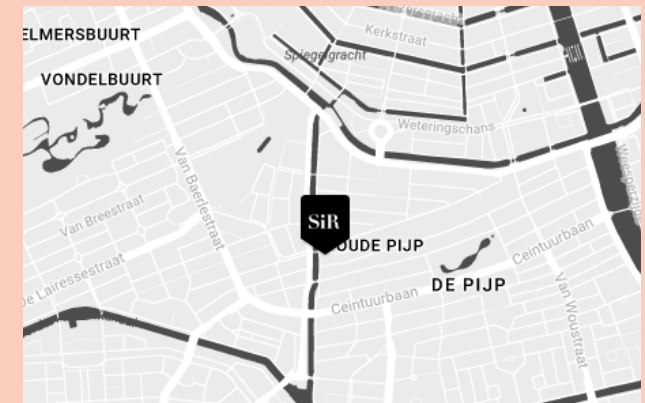 ELMERSBUURT
Kerkstraat
Spiegelgracht
VONDELBUURT
Weteringschans
Van Baerlestraat
Van Breestraat
SiR
OUDE PIJP
Ceintuurbaan
De Lairessestraat
DE PIJP
Ceintuurbaan
Van Woustraat